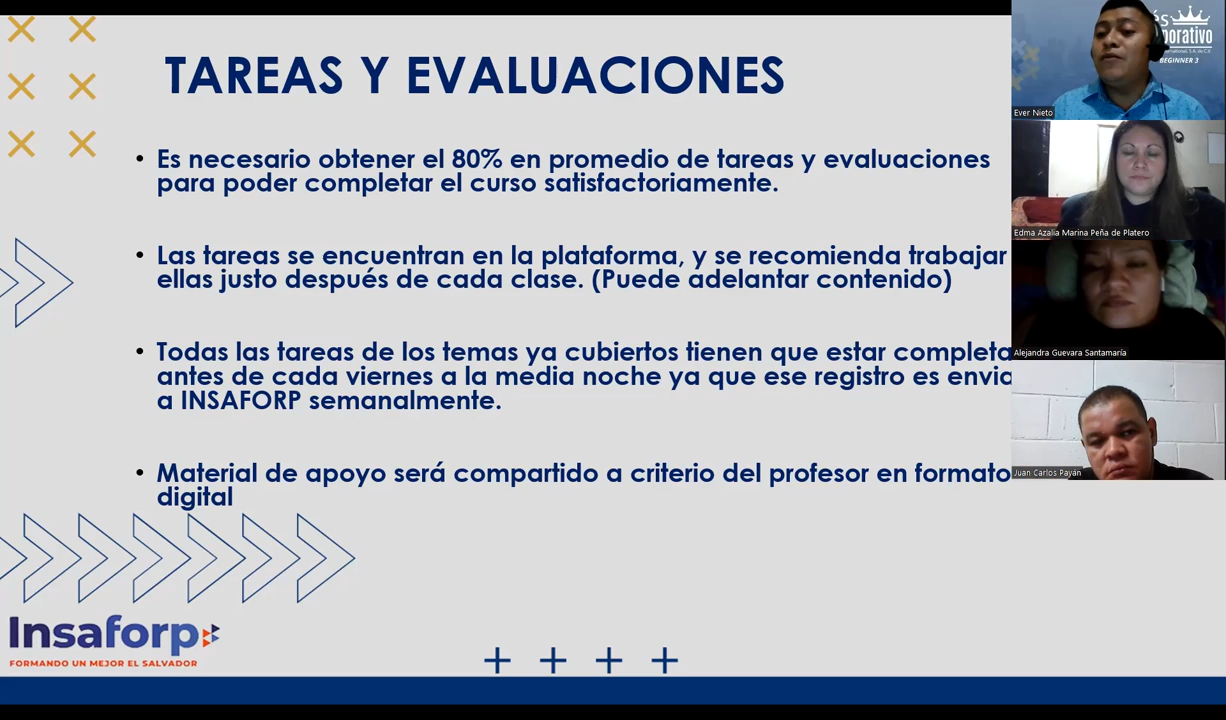 TAREAS Y EVALUACIONES
• Es necesario obtener el 80% en promedio de tareas y evaluaciones
para poder completar el curso satisfactoriamente.
• Las tareas se encuentran en la plataforma, y se recomienda trabajar
ellas justo después de cada clase. (Puede adelantar contenido)
• Todas las tareas de los temas ya cubiertos tienen que estar completa
antes de cada viernes a la media noche ya que ese registro es envia
a INSAFORP semanalmente.
• Material de apoyo será compartido a criterio del profesor en formato
digital
Insaforp
FORMANDO UN MEJOR EL SALVADOR
és
porativo
BEGINNER 3
Ever Nieto
Edma Azalia Marina Peña de Platero
Alejandra Guevara Santamaría
Juan Carlos Payán